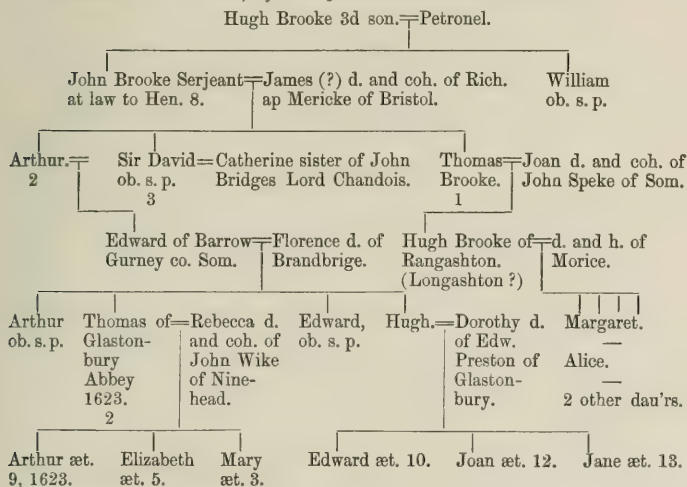 Hugh Brooke 3d son.=Petronel.
John Brooke Serjeant=James (?) d. and coh. of Rich. William
at law to Hen. 8. ap Mericke of Bristol. ob. s. p.
Arthur.= Sir David=Catherine sister of John Thomas=Joan d. and coh. of
2 ob. s. p. Bridges Lord Chandois. Brooke. John Speke of Som.
3 1
Edward of Barrow=Florence d. of Hugh Brooke of=d. and h. of
Gurney co. Som. Brandbrige. Rangashton. Morice.
(Longashton ?)
Arthur Thomas of=Rebecca d. Edward, Hugh.=Dorothy d. Margaret.
ob. s. p. Glaston- and coh. of ob. s. p. of Edw. —
bury John Wike Preston of Alice.
Abbey of Nine- Glaston- —
1623. head. bury. 2 other dau'rs.
2
Arthur æt. Elizabeth Mary Edward æt. 10. Joan æt. 12. Jane æt. 13.
9, 1623. æt. 5. æt. 3.